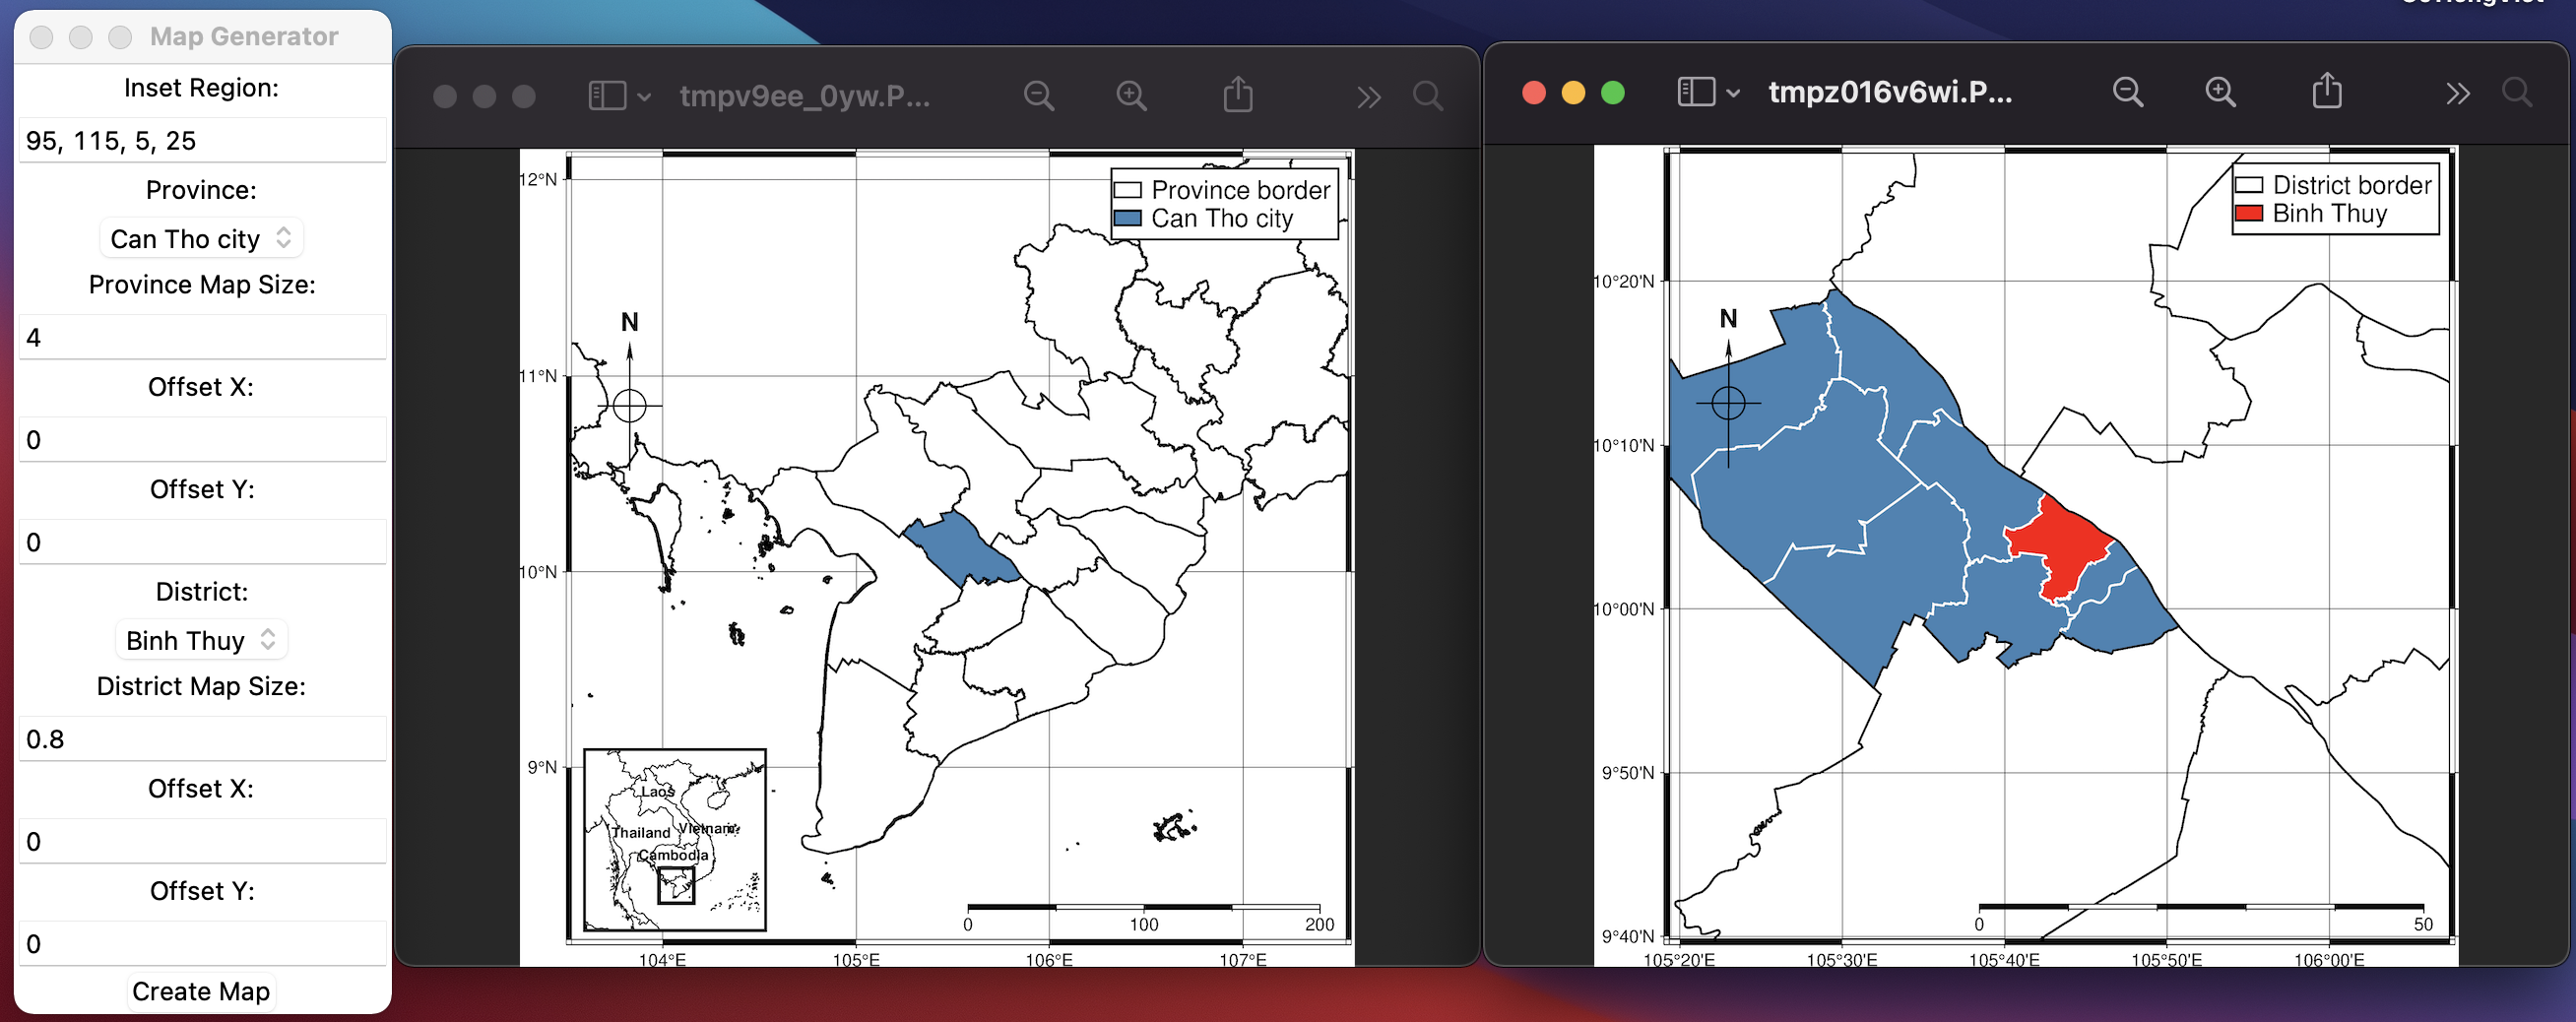 Map Generator
Inset Region:
95, 115, 5, 25
Province:
Can Tho city
Province Map Size:
4
Offset X:
0
Offset Y:
0
District:
Binh Thuy
District Map Size:
0.8
Offset X:
0
Offset Y:
0
Create Map
tmpv9ee_0yw.P...
12°N
11°N
10°N
9°N
Province border
Can Tho city
N
Laos
Thailand
Vietnam
Cambodia
0
100
200
104°E
105°E
106°E
107°E
tmpz016v6wi.P...
10°20'N
10°10'N
10°00'N
9°50'N
9°40'N
District border
Binh Thuy
N
0
50
105°20'E
105°30'E
105°40'E
105°50'E
106°00'E